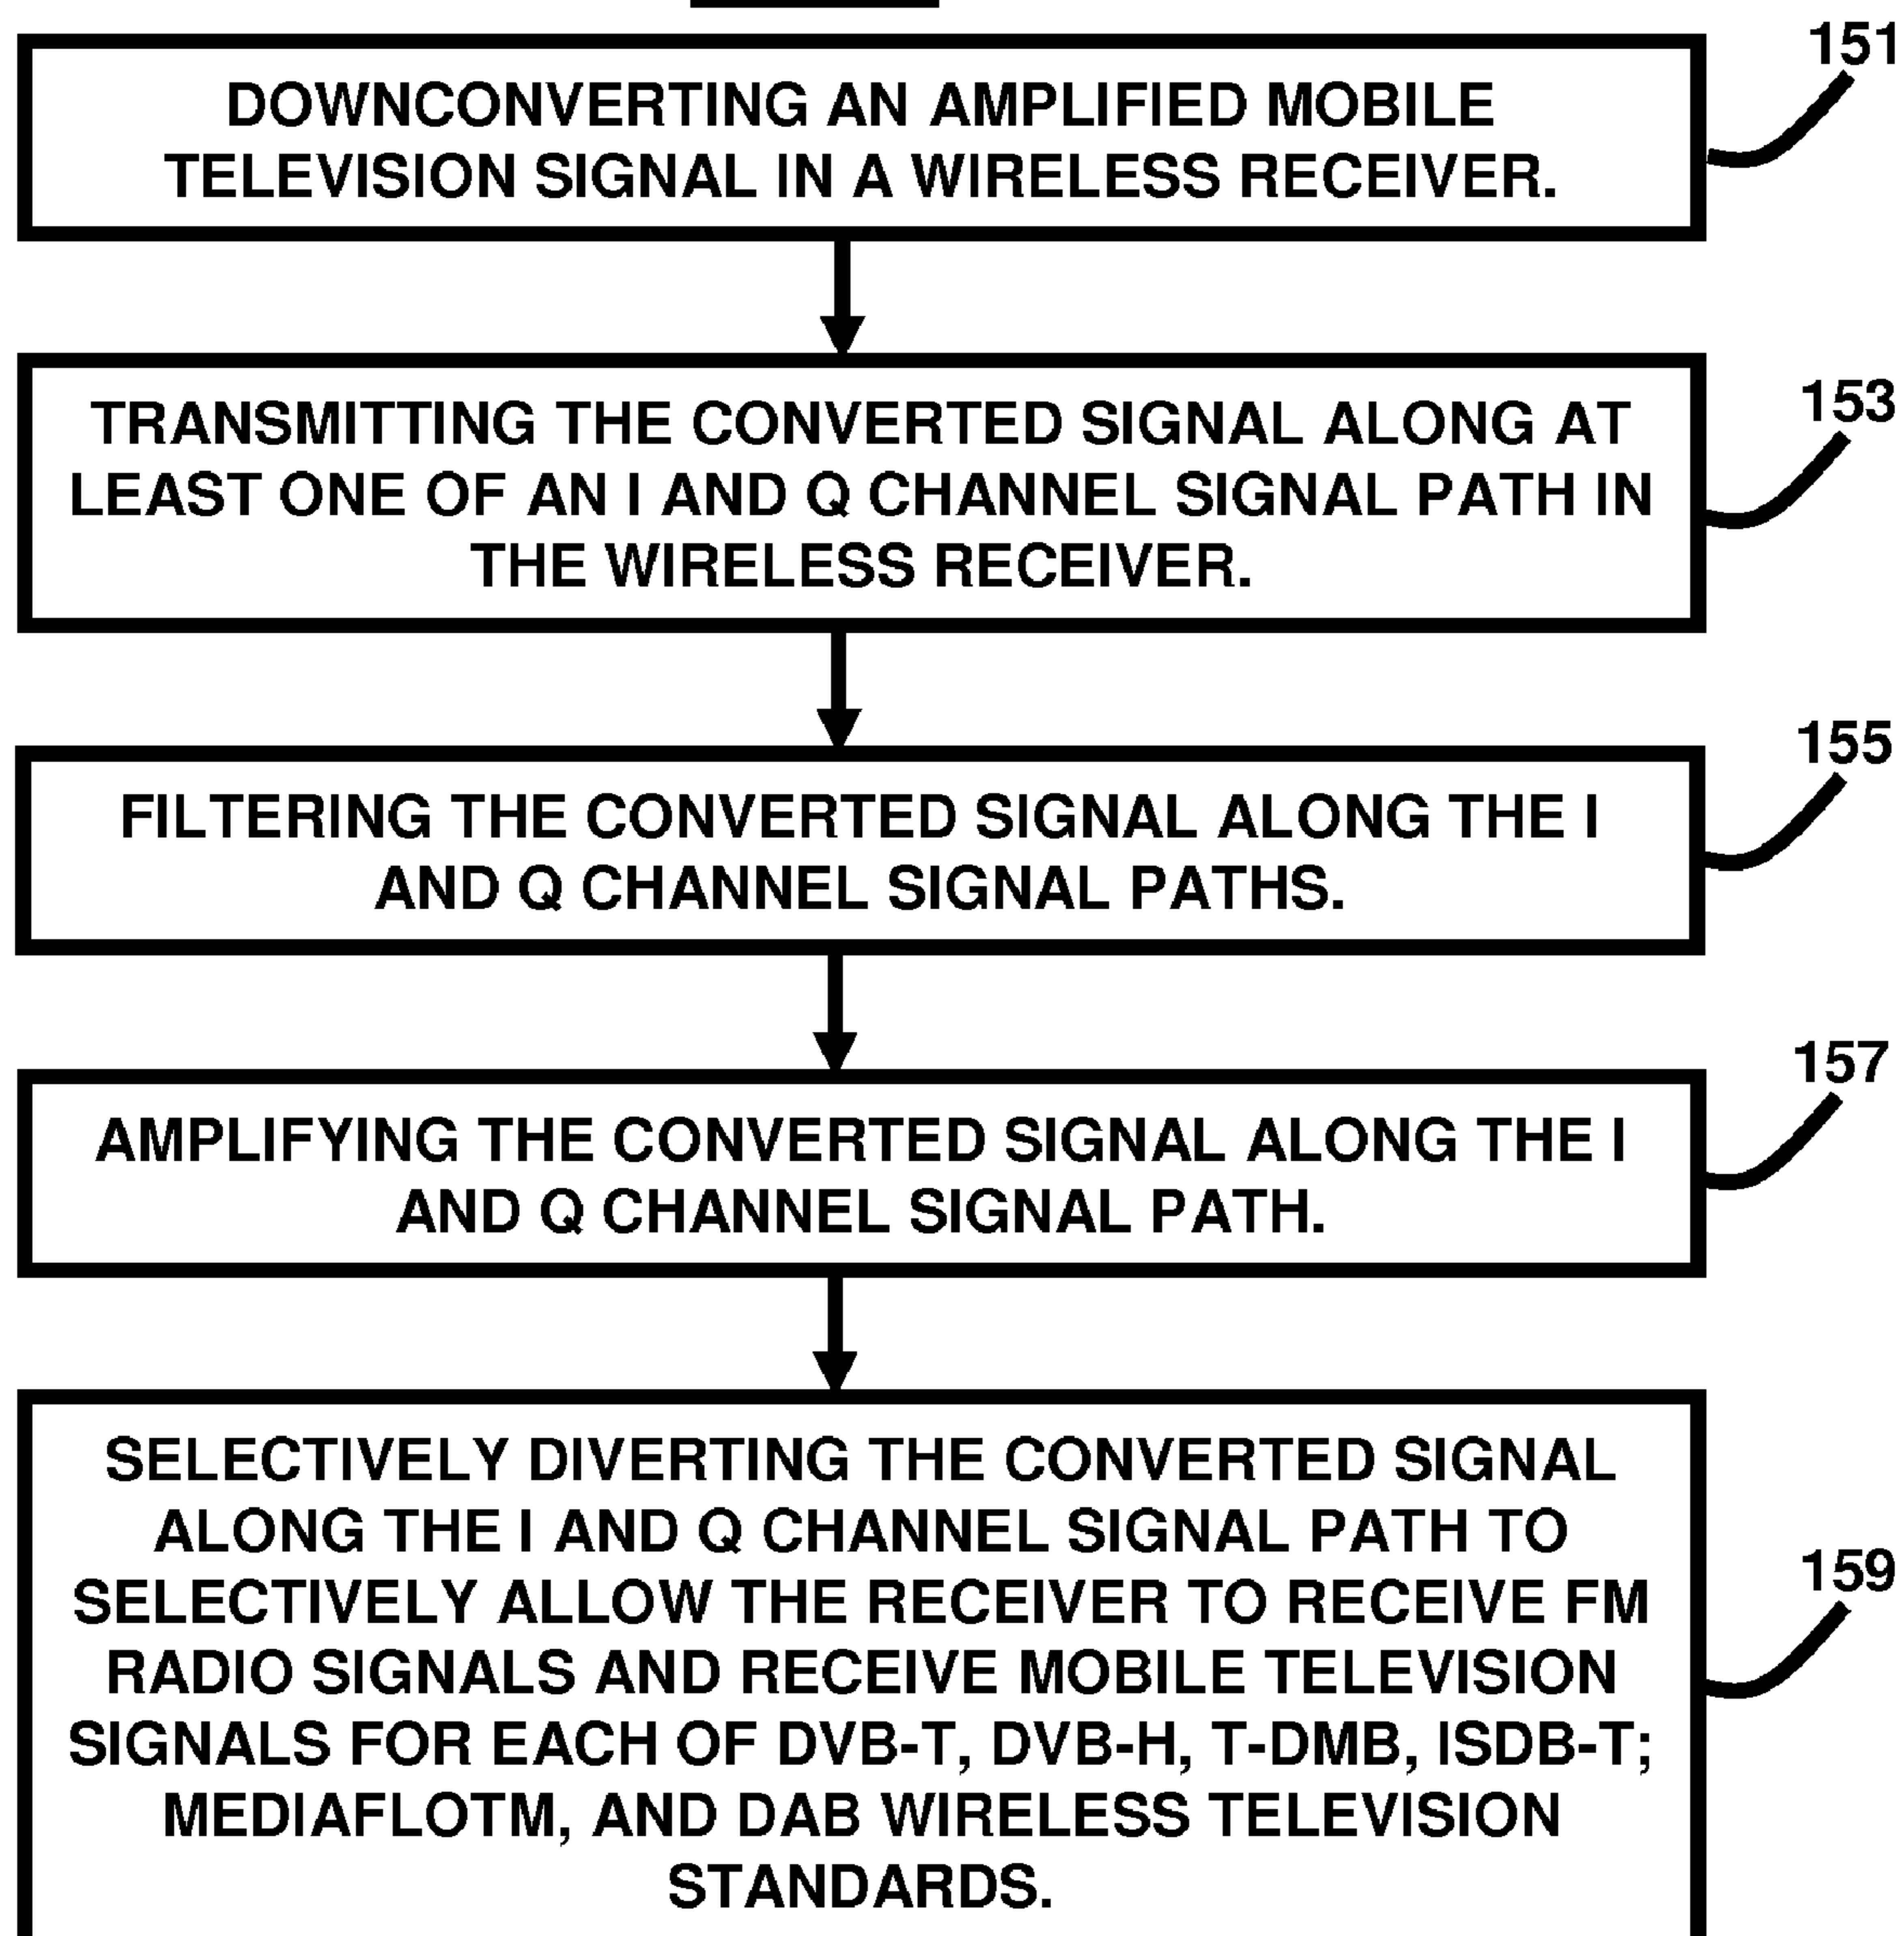 151
DOWNCONVERTING AN AMPLIFIED MOBILE
TELEVISION SIGNAL IN A WIRELESS RECEIVER.
153
TRANSMITTING THE CONVERTED SIGNAL ALONG AT
LEAST ONE OF AN I AND Q CHANNEL SIGNAL PATH IN
THE WIRELESS RECEIVER.
155
FILTERING THE CONVERTED SIGNAL ALONG THE I
AND Q CHANNEL SIGNAL PATHS.
157
AMPLIFYING THE CONVERTED SIGNAL ALONG THE I
AND Q CHANNEL SIGNAL PATH.
159
SELECTIVELY DIVERTING THE CONVERTED SIGNAL
ALONG THE I AND Q CHANNEL SIGNAL PATH TO
SELECTIVELY ALLOW THE RECEIVER TO RECEIVE FM
RADIO SIGNALS AND RECEIVE MOBILE TELEVISION
SIGNALS FOR EACH OF DVB-T, DVB-H, T-DMB, ISDB-T;
MEDIAFLOTM, AND DAB WIRELESS TELEVISION
STANDARDS.